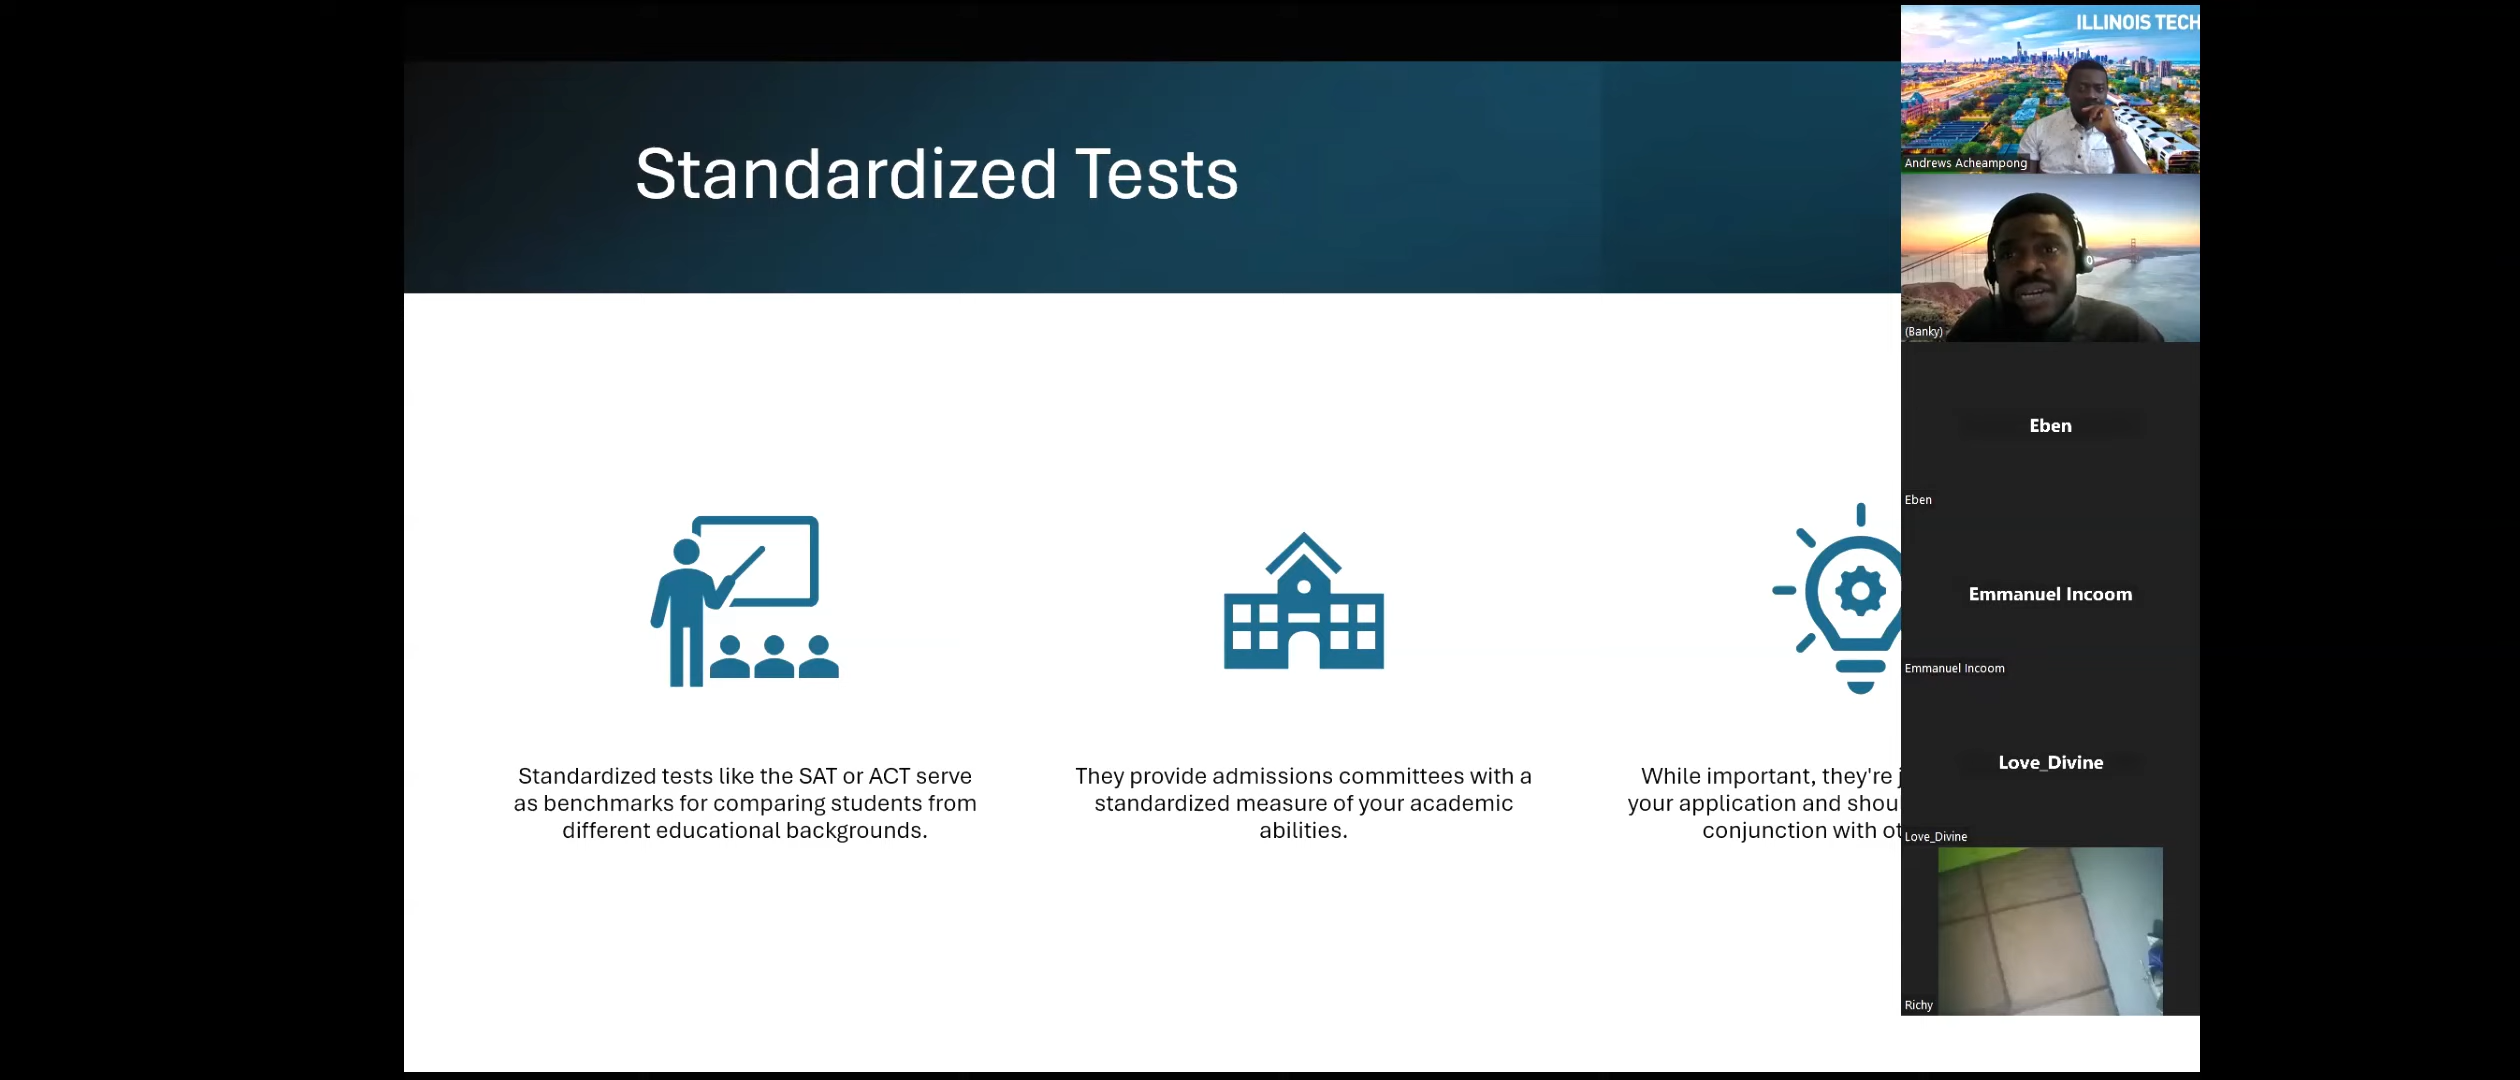 Standardized Tests
Standardized tests like the SAT or ACT serve
as benchmarks for comparing students from
different educational backgrounds.
They provide admissions committees with a
standardized measure of your academic
abilities.
While important, they're
your application and
conjunction with
ILLINOIS TECH
Andrews Acheampong
(Banky)
Eben
Eben
Emmanuel Incoom
Emmanuel Incoom
Love_Divine
Love_Divine
Richy